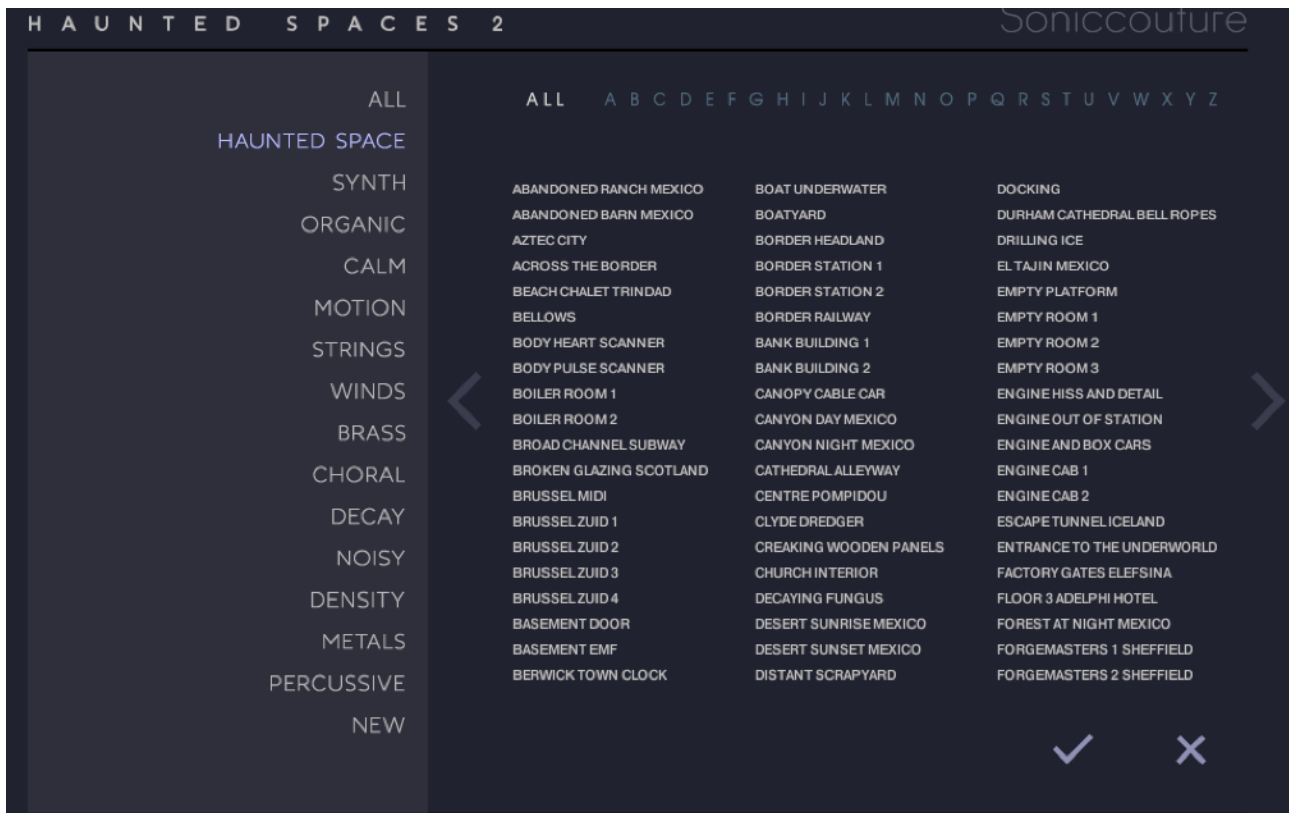 HAUNTED SPACES 2
Soniccouture
ALL
HAUNTED SPACE
SYNTH
ORGANIC
CALM
MOTION
STRINGS
WINDS
BRASS
CHORAL
DECAY
NOISY
DENSITY
METALS
PERCUSSIVE
NEW
ALL A B C D E F G H I J K L M N O P Q R S T U V W X Y Z
ABANDONED RANCH MEXICO
ABANDONED BARN MEXICO
AZTEC CITY
ACROSS THE BORDER
BEACH CHALET TRINDAD
BELLOWS
BODY HEART SCANNER
BODY PULSE SCANNER
BOILER ROOM 1
BOILER ROOM 2
BROAD CHANNEL SUBWAY
BROKEN GLAZING SCOTLAND
BRUSSEL MIDI
BRUSSEL ZUID 1
BRUSSEL ZUID 2
BRUSSEL ZUID 3
BRUSSEL ZUID 4
BASEMENT DOOR
BASEMENT EMF
BERWICK TOWN CLOCK
BOAT UNDERWATER
BOATYARD
BORDER HEADLAND
BORDER STATION 1
BORDER STATION 2
BORDER RAILWAY
BANK BUILDING 1
BANK BUILDING 2
CANOPY CABLE CAR
CANYON DAY MEXICO
CANYON NIGHT MEXICO
CATHEDRAL ALLEYWAY
CENTRE POMPIDOU
CLYDE DREDGER
CREAKING WOODEN PANELS
CHURCH INTERIOR
DECAYING FUNGUS
DESERT SUNRISE MEXICO
DESERT SUNSET MEXICO
DISTANT SCRAPYARD
DOCKING
DURHAM CATHEDRAL BELL ROPES
DRILLING ICE
EL TAJIN MEXICO
EMPTY PLATFORM
EMPTY ROOM 1
EMPTY ROOM 2
EMPTY ROOM 3
ENGINE HISS AND DETAIL
ENGINE OUT OF STATION
ENGINE AND BOX CARS
ENGINE CAB 1
ENGINE CAB 2
ESCAPE TUNNEL ICELAND
ENTRANCE TO THE UNDERWORLD
FACTORY GATES ELEFSINA
FLOOR 3 ADELPHI HOTEL
FOREST AT NIGHT MEXICO
FORGEMASTERS 1 SHEFFIELD
FORGEMASTERS 2 SHEFFIELD